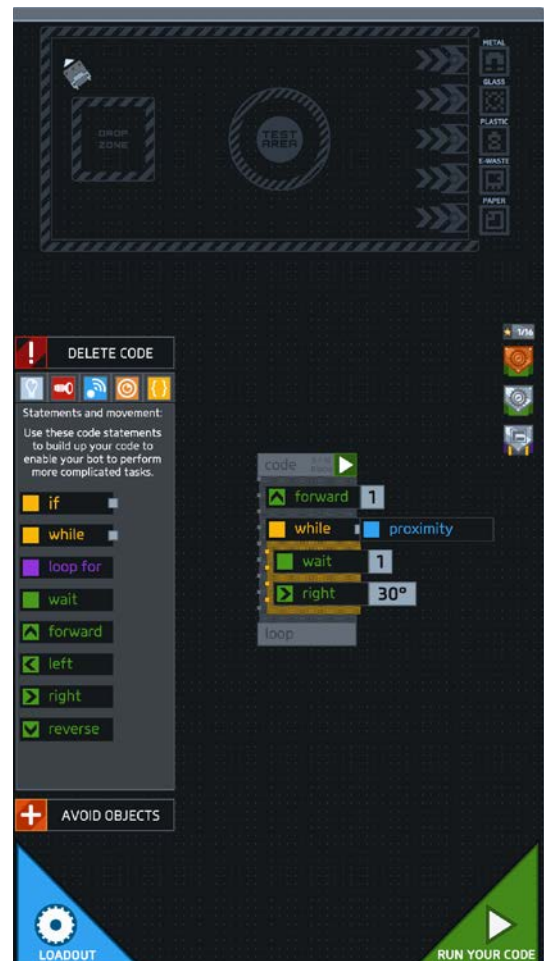 METAL
GLASS
PLASTIC
E-WASTE
PAPER
DROP
ZONE
TEST
AREA
1/16
DELETE CODE
Statements and movement:
Use these code statements
to build up your code to
enable your bot to perform
more complicated tasks.
if
while
loop for
wait
forward
left
right
reverse
AVOID OBJECTS
code
forward 1
while proximity
wait 1
right 30°
loop
LOADOUT
RUN YOUR CODE